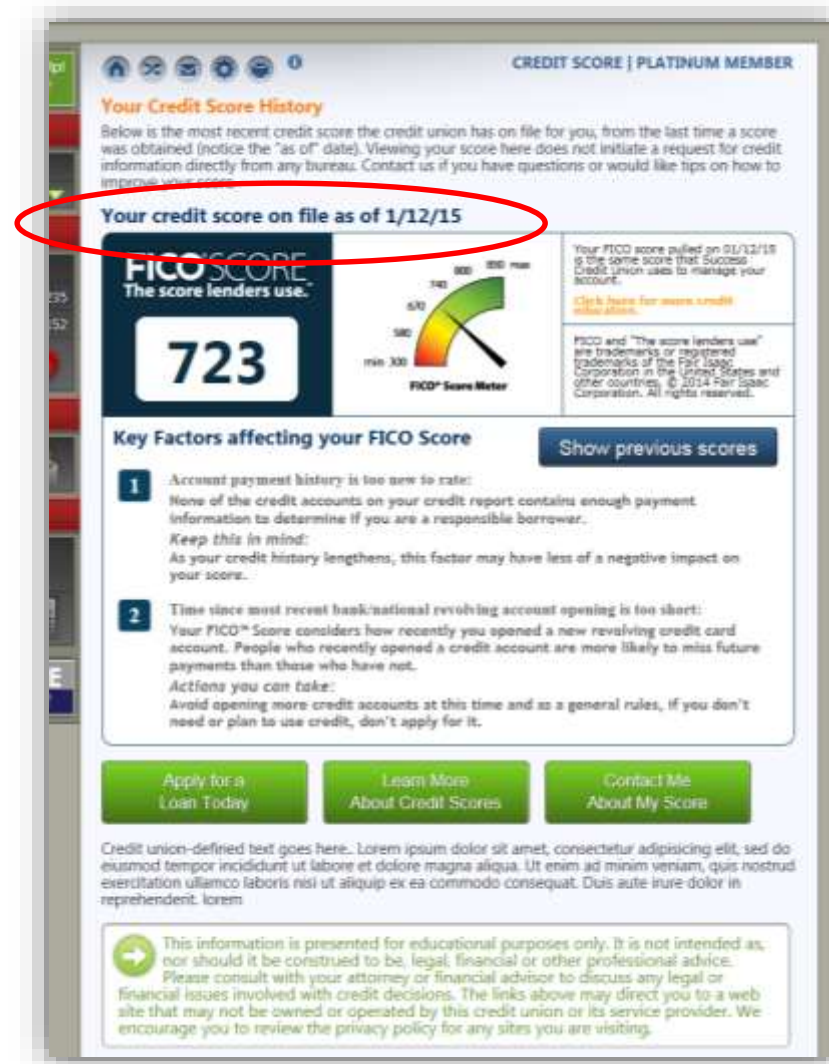 CREDIT SCORE | PLATINUM MEMBER
Your Credit Score History
Below is the most recent credit score the credit union has on file for you, from the last time a score
was obtained (notice the "as of" date). Viewing your score here does not initiate a request for credit
information directly from any bureau. Contact us if you have questions or would like tips on how to
improve your score.
Your credit score on file as of 1/12/15
FICO SCORE
The score lenders use.™
723
min 300
580
670
740
800
850 max
FICO® Score Meter
Your FICO score pulled on 01/12/15
is the same score that Success
Credit Union uses to manage your
account.
Click here for more credit
education.
FICO and "The score lenders use"
are trademarks or registered
trademarks of the Fair Isaac
Corporation in the United States and
other countries. © 2014 Fair Isaac
Corporation. All rights reserved.
Key Factors affecting your FICO Score
Show previous scores
1
Account payment history is too new to rate:
None of the credit accounts on your credit report contains enough payment
information to determine if you are a responsible borrower.
Keep this in mind:
As your credit history lengthens, this factor may have less of a negative impact on
your score.
2
Time since most recent bank/national revolving account opening is too short:
Your FICO™ Score considers how recently you opened a new revolving credit card
account. People who recently opened a credit account are more likely to miss future
payments than those who have not.
Actions you can take:
Avoid opening more credit accounts at this time and as a general rules, if you don't
need or plan to use credit, don't apply for it.
Apply for a
Loan Today
Learn More
About Credit Scores
Contact Me
About My Score
Credit union-defined text goes here.. Lorem ipsum dolor sit amet, consectetur adipisicing elit, sed do
eiusmod tempor incididunt ut labore et dolore magna aliqua. Ut enim ad minim veniam, quis nostrud
exercitation ullamco laboris nisi ut aliquip ex ea commodo consequat. Duis aute irure dolor in
reprehenderit. lorem
This information is presented for educational purposes only. It is not intended as,
nor should it be construed to be, legal, financial or other professional advice.
Please consult with your attorney or financial advisor to discuss any legal or
financial issues involved with credit decisions. The links above may direct you to a web
site that may not be owned or operated by this credit union or its service provider. We
encourage you to review the privacy policy for any sites you are visiting.